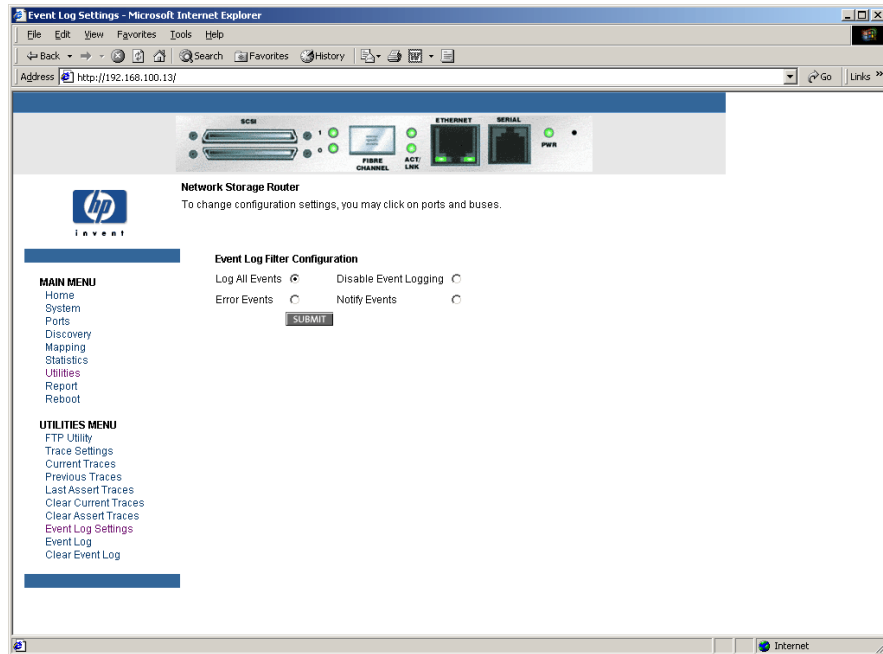 Event Log Settings - Microsoft Internet Explorer
File Edit View Favorites Tools Help
Back Search Favorites History
Address http://192.168.100.13/ Go Links »
SCSI ETHERNET SERIAL
1
0
FIBRE CHANNEL ACT/ LNK PWR
hp
invent
Network Storage Router
To change configuration settings, you may click on ports and buses.
Event Log Filter Configuration
Log All Events Disable Event Logging
Error Events Notify Events
SUBMIT
MAIN MENU
Home
System
Ports
Discovery
Mapping
Statistics
Utilities
Report
Reboot
UTILITIES MENU
FTP Utility
Trace Settings
Current Traces
Previous Traces
Last Assert Traces
Clear Current Traces
Clear Assert Traces
Event Log Settings
Event Log
Clear Event Log
Internet